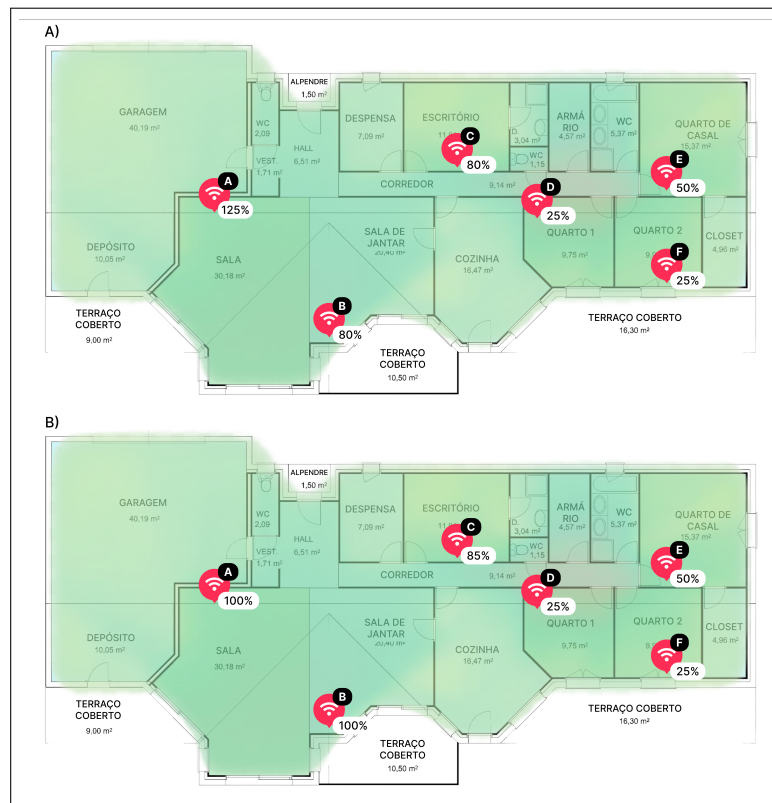 A)
ALPENDRE
1,50 m²
GARAGEM
40,19 m²
WC
2,09
VEST.
1,71 m²
HALL
6,51 m²
DESPENSA
7,09 m²
ESCRITÓRIO
C
80%
D.
3,04 m²
WC
1,15
ARMÁ
RIO
4,57 m²
WC
5,37 m²
QUARTO DE
CASAL
15,37 m²
E
50%
A
125%
CORREDOR
9,14 m²
D
25%
DEPÓSITO
10,05 m²
SALA
30,18 m²
SALA DE
JANTAR
20,40 m²
COZINHA
16,47 m²
QUARTO 1
9,75 m²
QUARTO 2
F
25%
CLOSET
4,96 m²
B
80%
TERRAÇO
COBERTO
9,00 m²
TERRAÇO
COBERTO
10,50 m²
TERRAÇO COBERTO
16,30 m²
B)
ALPENDRE
1,50 m²
GARAGEM
40,19 m²
WC
2,09
VEST.
1,71 m²
HALL
6,51 m²
DESPENSA
7,09 m²
ESCRITÓRIO
C
85%
D.
3,04 m²
WC
1,15
ARMÁ
RIO
4,57 m²
WC
5,37 m²
QUARTO DE
CASAL
15,37 m²
E
50%
A
100%
CORREDOR
9,14 m²
D
25%
DEPÓSITO
10,05 m²
SALA
30,18 m²
SALA DE
JANTAR
20,40 m²
COZINHA
16,47 m²
QUARTO 1
9,75 m²
QUARTO 2
F
25%
CLOSET
4,96 m²
B
100%
TERRAÇO
COBERTO
9,00 m²
TERRAÇO
COBERTO
10,50 m²
TERRAÇO COBERTO
16,30 m²